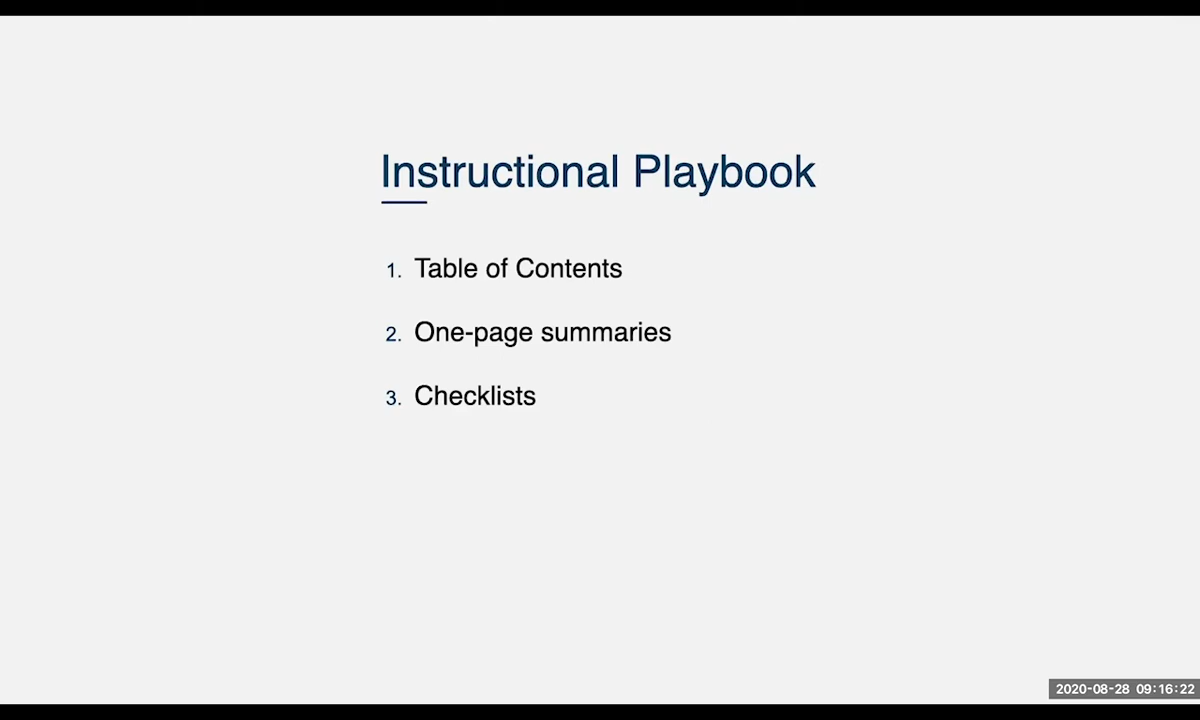 Instructional Playbook
1. Table of Contents
2. One-page summaries
3. Checklists
2020-08-28 09:16:22